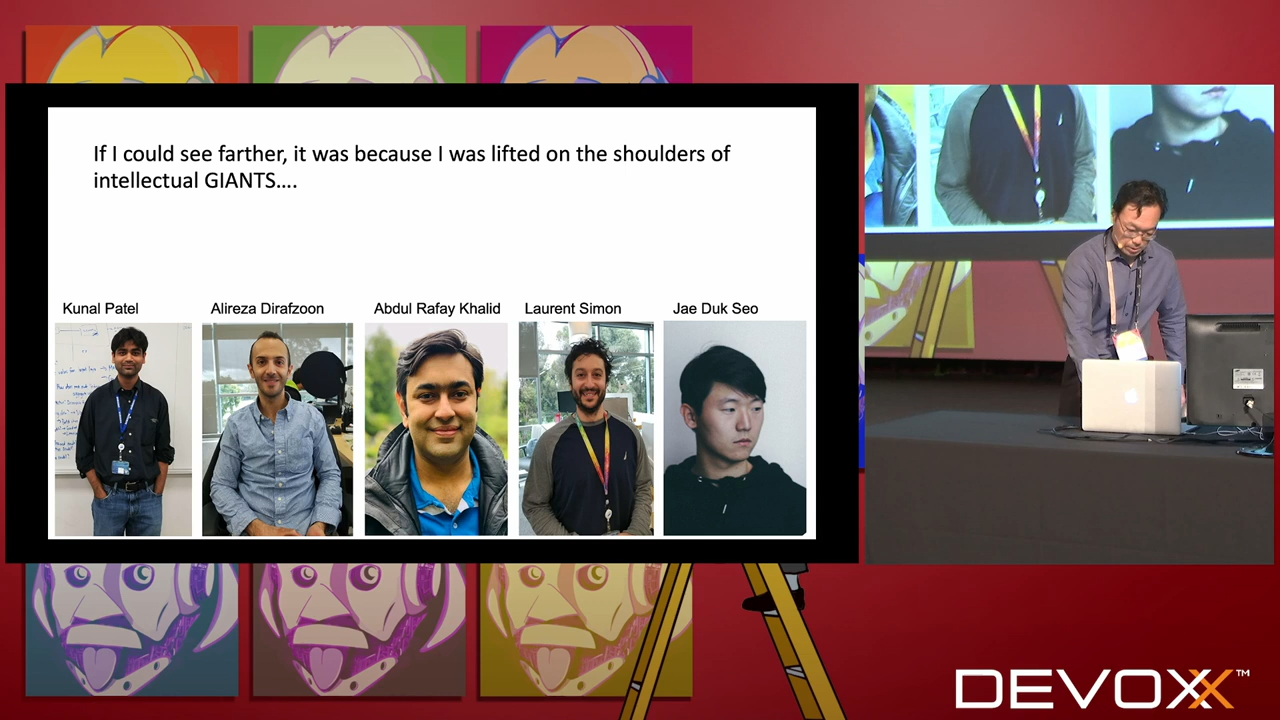 If I could see farther, it was because I was lifted on the shoulders of
intellectual GIANTS....
Kunal Patel
Alireza Dirafzoon
Abdul Rafay Khalid
Laurent Simon
Jae Duk Seo
DEVOXX™